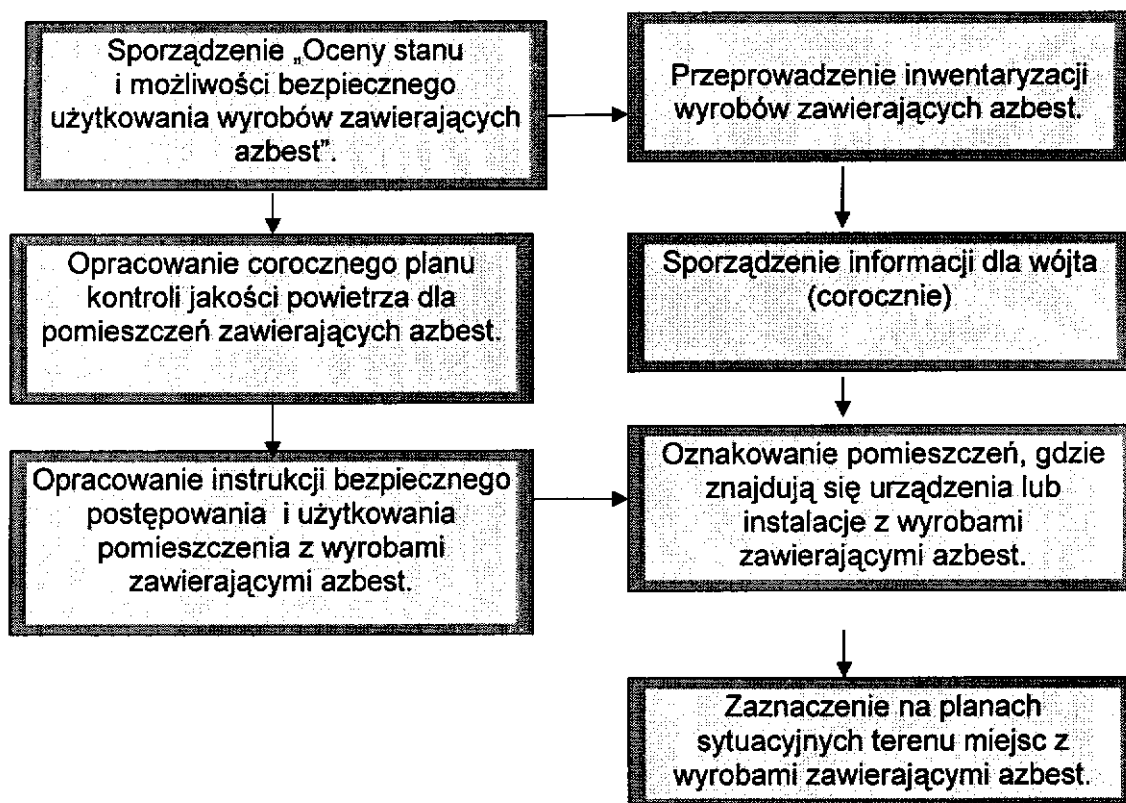 Sporządzenie „Oceny stanu
i możliwości bezpiecznego
użytkowania wyrobów zawierających
azbest”.
Przeprowadzenie inwentaryzacji
wyrobów zawierających azbest.
Opracowanie corocznego planu
kontroli jakości powietrza dla
pomieszczeń zawierających azbest.
Sporządzenie informacji dla wójta
(corocznie)
Opracowanie instrukcji bezpiecznego
postępowania i użytkowania
pomieszczenia z wyrobami
zawierającymi azbest.
Oznakowanie pomieszczeń, gdzie
znajdują się urządzenia lub
instalacje z wyrobami
zawierającymi azbest.
Zaznaczenie na planach
sytuacyjnych terenu miejsc z
wyrobami zawierającymi azbest.